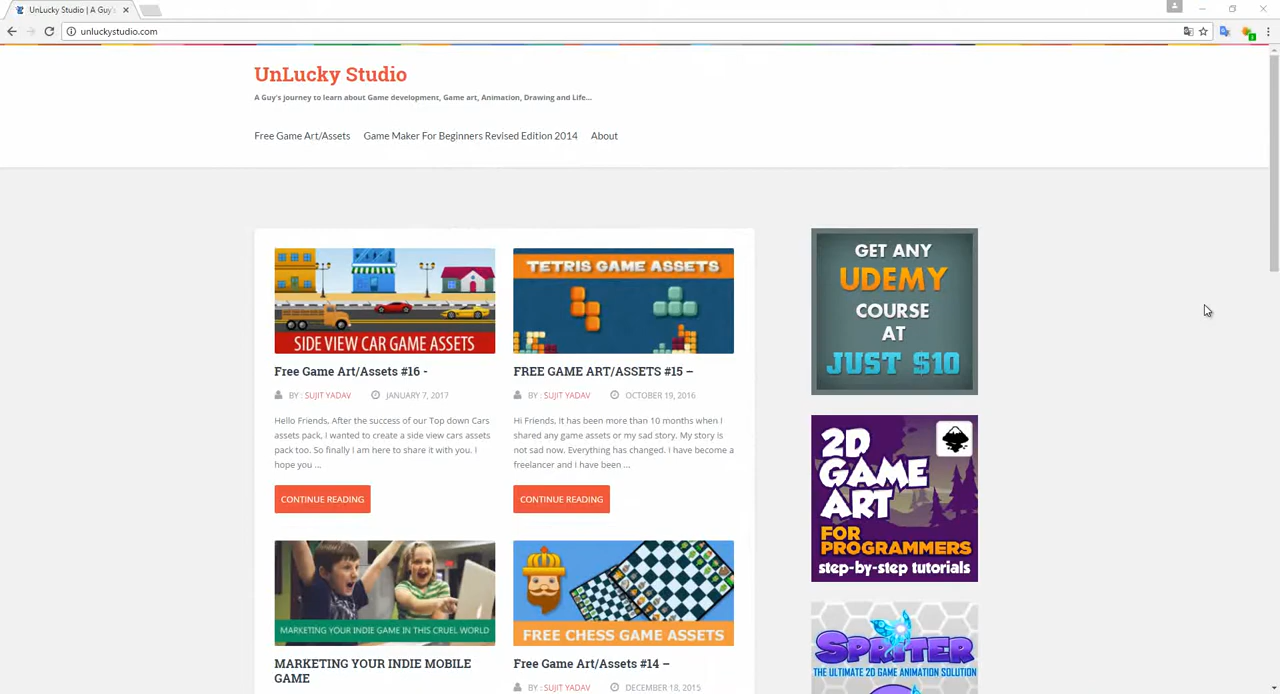 UnLucky Studio | A Guy's
unluckystudio.com
UnLucky Studio
A Guy's journey to learn about Game development, Game art, Animation, Drawing and Life...
Free Game Art/Assets Game Maker For Beginners Revised Edition 2014 About
SIDE VIEW CAR GAME ASSETS
Free Game Art/Assets #16 -
BY : SUJIT YADAV JANUARY 7, 2017
Hello Friends, After the success of our Top down Cars
assets pack, I wanted to create a side view cars assets
pack too. So finally I am here to share it with you. I
hope you ...
CONTINUE READING
TETRIS GAME ASSETS
FREE GAME ART/ASSETS #15 –
BY : SUJIT YADAV OCTOBER 19, 2016
Hi Friends, It has been more than 10 months when I
shared any game assets or my sad story. My story is
not sad now. Everything has changed. I have become a
freelancer and I have been ...
CONTINUE READING
MARKETING YOUR INDIE GAME IN THIS CRUEL WORLD
MARKETING YOUR INDIE MOBILE
GAME
FREE CHESS GAME ASSETS
Free Game Art/Assets #14 –
BY : SUJIT YADAV DECEMBER 18, 2015
GET ANY
UDEMY
COURSE
AT
JUST $10
2D
GAME
ART
FOR
PROGRAMMERS
step-by-step tutorials
SPRITER
THE ULTIMATE 2D GAME ANIMATION SOLUTION